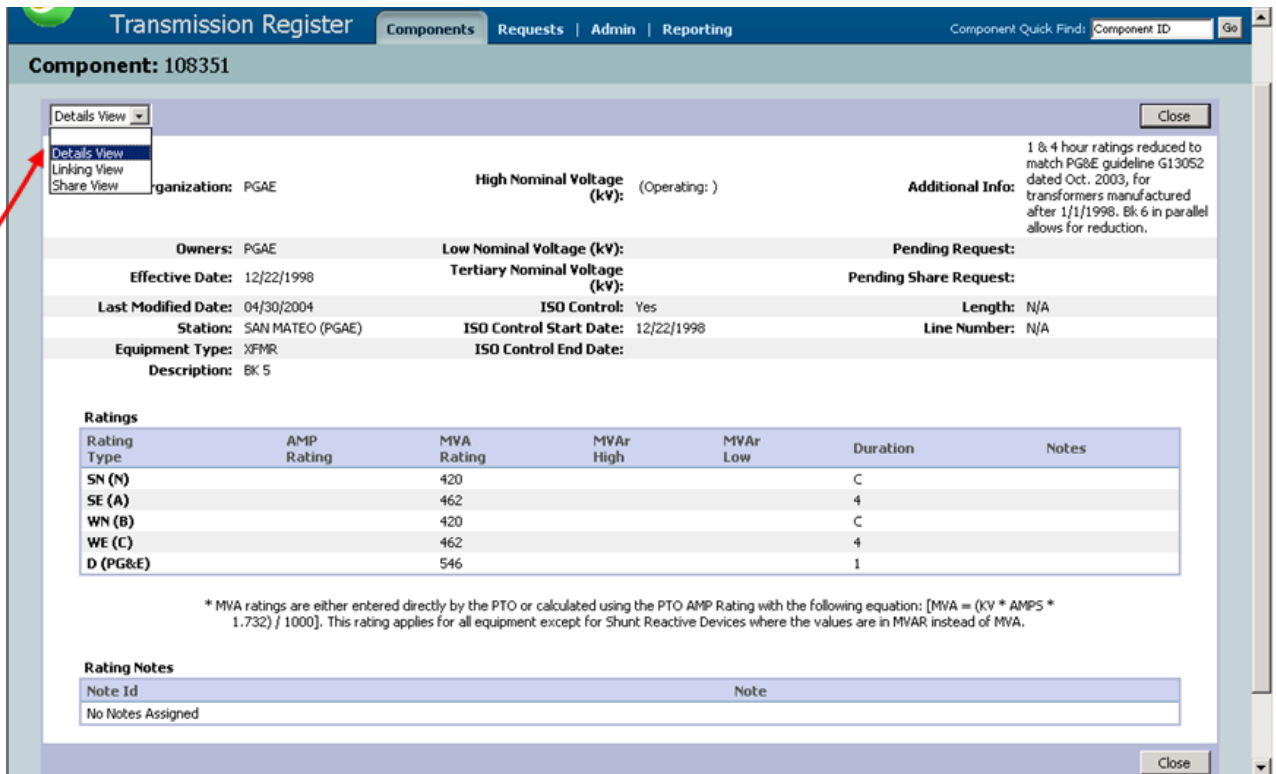 Transmission Register Components Requests | Admin | Reporting Component Quick Find: Component ID Go
Component: 108351
Details View Close
Details View
Linking View
Share View
rganization: PGAE High Nominal Voltage (kV): (Operating: ) Additional Info: 1 & 4 hour ratings reduced to
match PG&E guideline G13052
dated Oct. 2003, for
transformers manufactured
after 1/1/1998. Bk 6 in parallel
allows for reduction.
Owners: PGAE Low Nominal Voltage (kV): Pending Request:
Effective Date: 12/22/1998 Tertiary Nominal Voltage (kV): Pending Share Request:
Last Modified Date: 04/30/2004 ISO Control: Yes Length: N/A
Station: SAN MATEO (PGAE) ISO Control Start Date: 12/22/1998 Line Number: N/A
Equipment Type: XFMR ISO Control End Date:
Description: BK 5
Ratings
Rating Type AMP Rating MVA Rating MVAr High MVAr Low Duration Notes
SN (N) 420 C
SE (A) 462 4
WN (B) 420 C
WE (C) 462 4
D (PG&E) 546 1
* MVA ratings are either entered directly by the PTO or calculated using the PTO AMP Rating with the following equation: [MVA = (KV * AMPS *
1.732) / 1000]. This rating applies for all equipment except for Shunt Reactive Devices where the values are in MVAR instead of MVA.
Rating Notes
Note Id Note
No Notes Assigned
Close